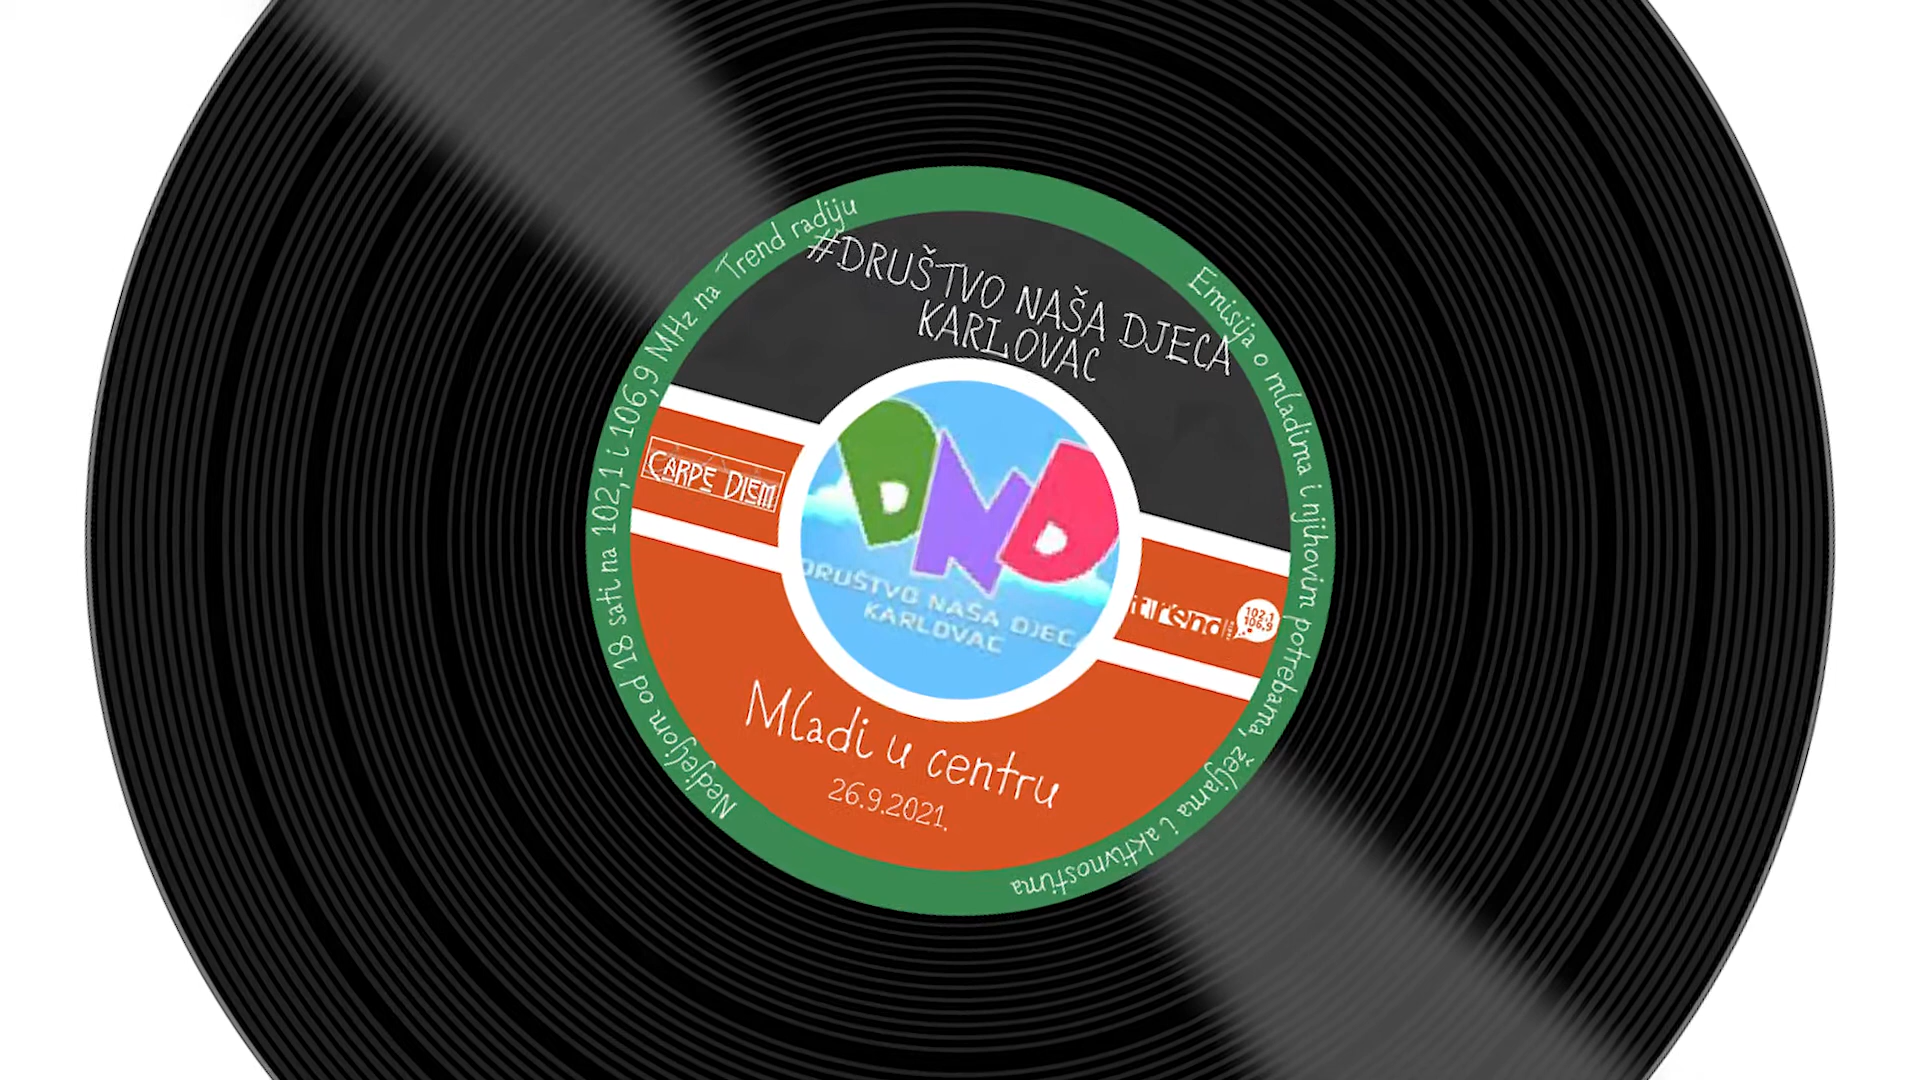 Nedjeljom od 18 sati na 102,1 i 106,9 MHz na Trend radiju
Emisija o mladima i njihovim potrebama, željama i aktivnostima
#DRUŠTVO NAŠA DJECA
KARLOVAC
CARPE DIEM
DND
DRUŠTVO NAŠA DJECA
KARLOVAC
trend
102.1
106.9
Mladi u centru
26.9.2021.